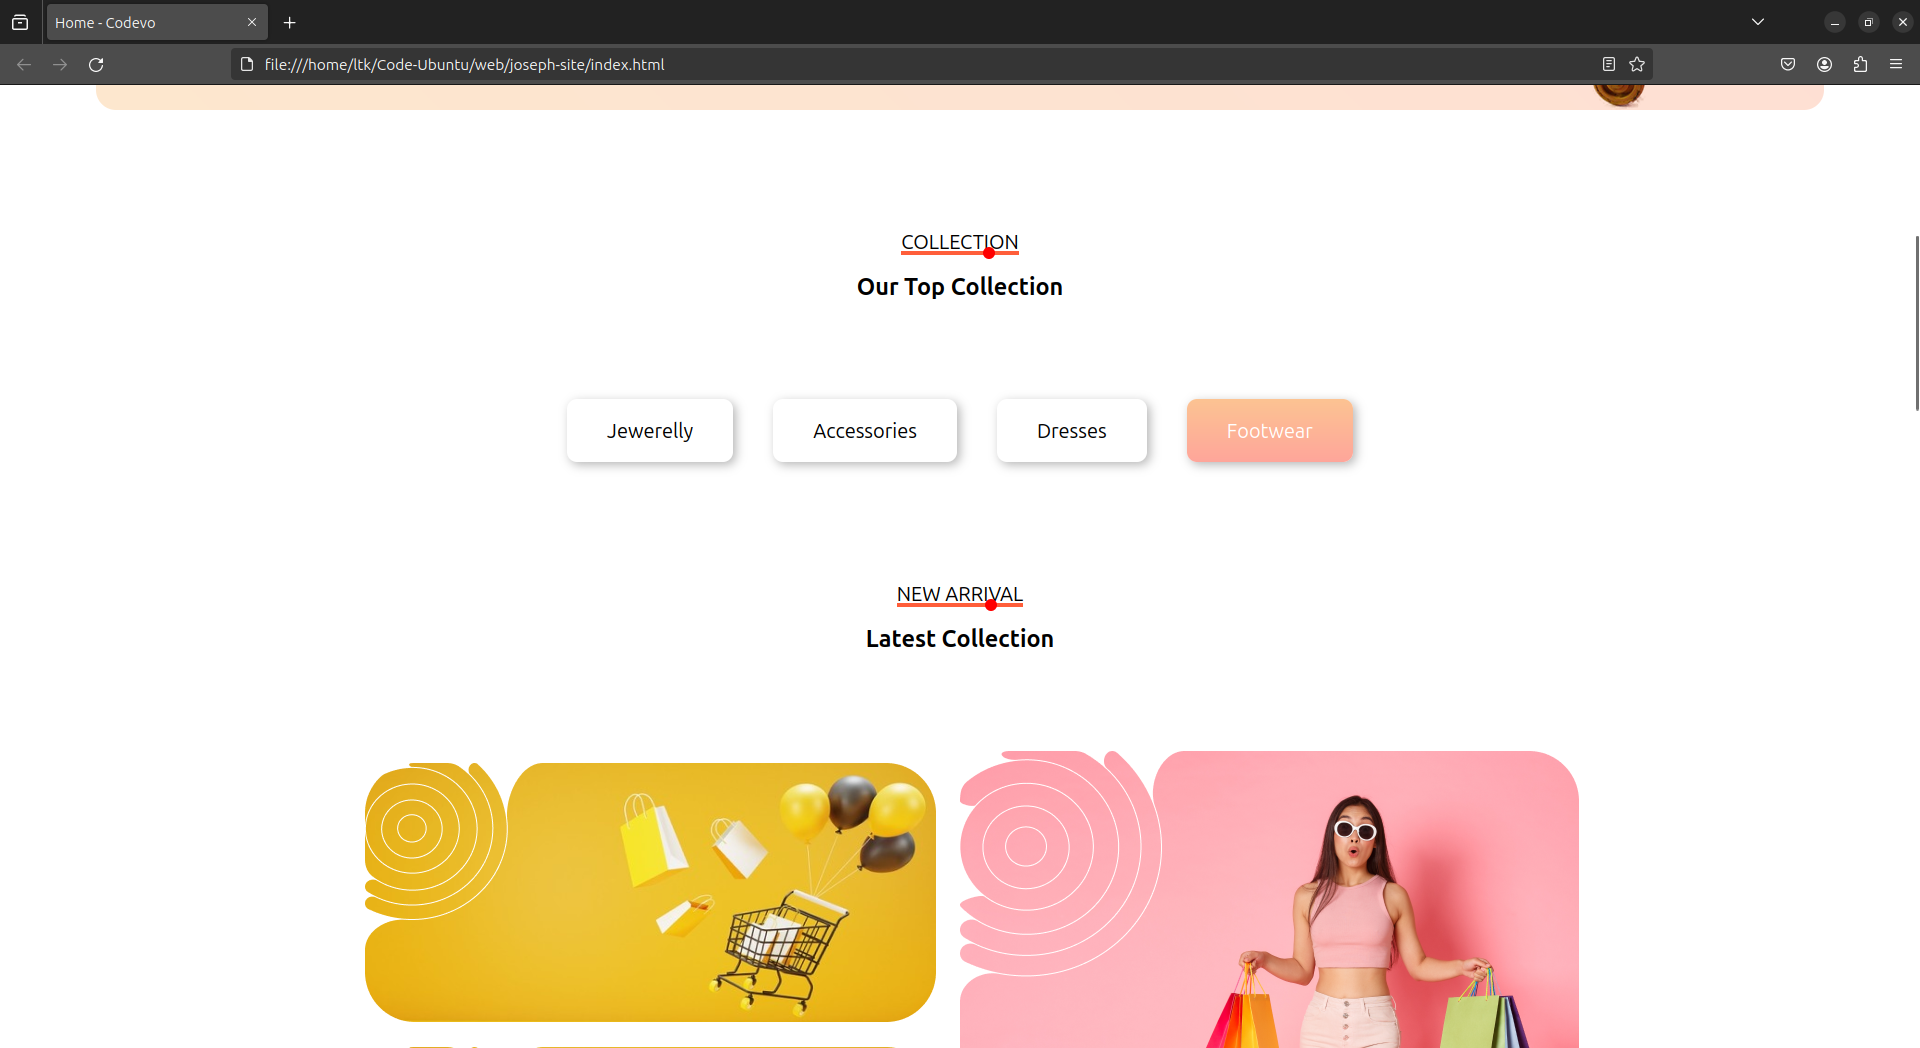 Home - Codevo
file:///home/ltk/Code-Ubuntu/web/joseph-site/index.html
COLLECTION
Our Top Collection
Jewerelly
Accessories
Dresses
Footwear
NEW ARRIVAL
Latest Collection